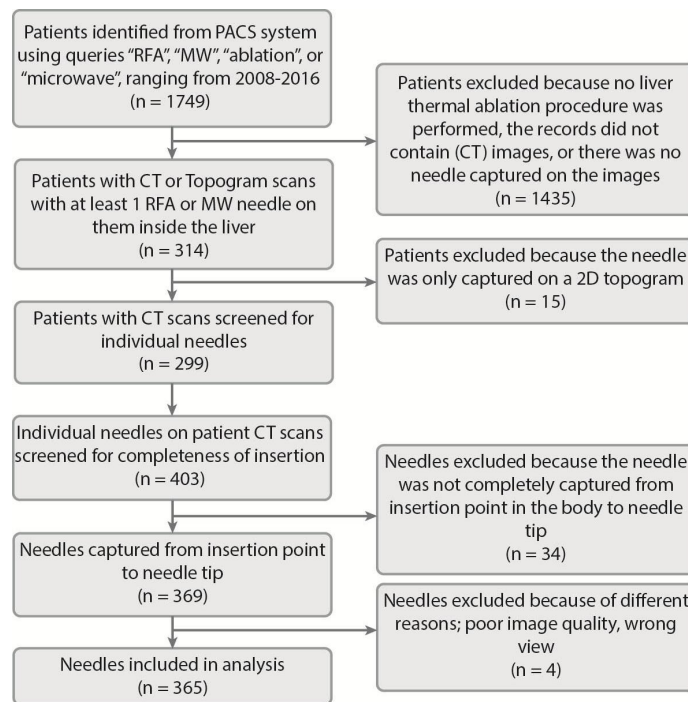 Patients identified from PACS system
using queries “RFA”, “MW”, “ablation”, or
“microwave”, ranging from 2008-2016
(n = 1749)
Patients excluded because no liver
thermal ablation procedure was
performed, the records did not
contain (CT) images, or there was no
needle captured on the images
(n = 1435)
Patients with CT or Topogram scans
with at least 1 RFA or MW needle on
them inside the liver
(n = 314)
Patients excluded because the needle
was only captured on a 2D topogram
(n = 15)
Patients with CT scans screened for
individual needles
(n = 299)
Individual needles on patient CT scans
screened for completeness of insertion
(n = 403)
Needles excluded because the needle
was not completely captured from
insertion point in the body to needle
tip
(n = 34)
Needles captured from insertion point
to needle tip
(n = 369)
Needles excluded because of different
reasons; poor image quality, wrong
view
(n = 4)
Needles included in analysis
(n = 365)